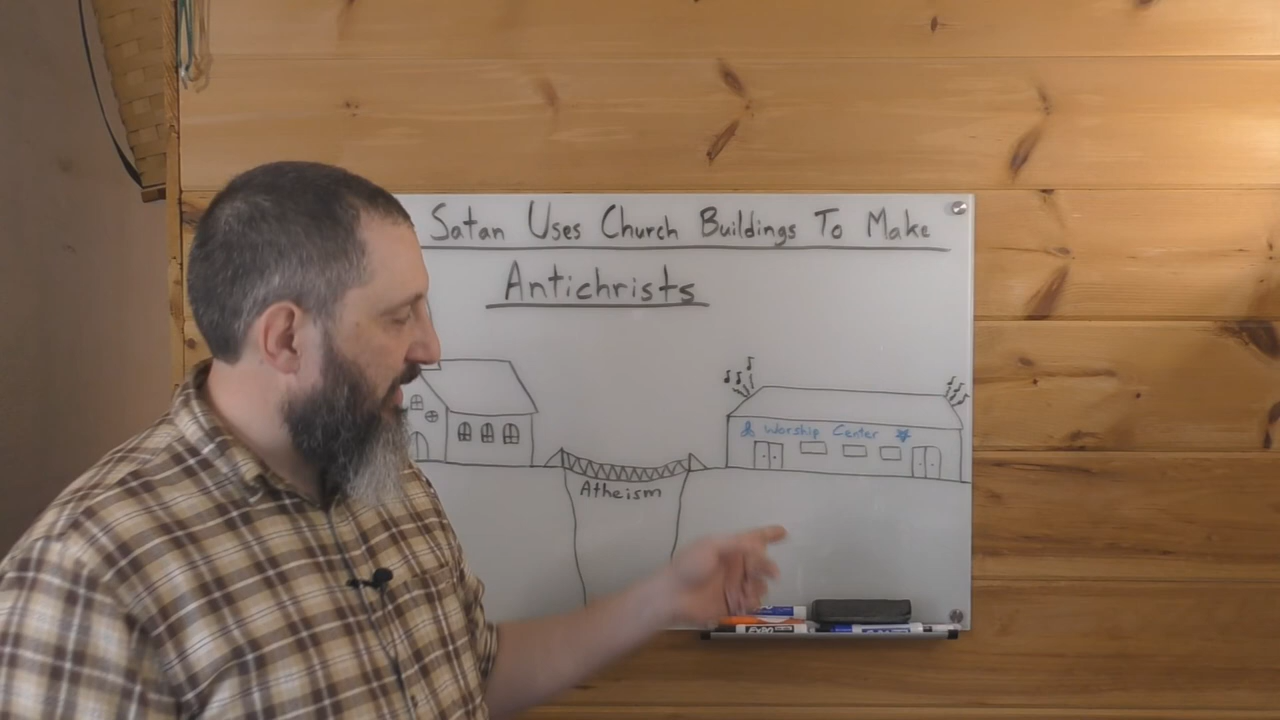 Satan Uses Church Buildings To Make
Antichrists
Worship Center
Atheism